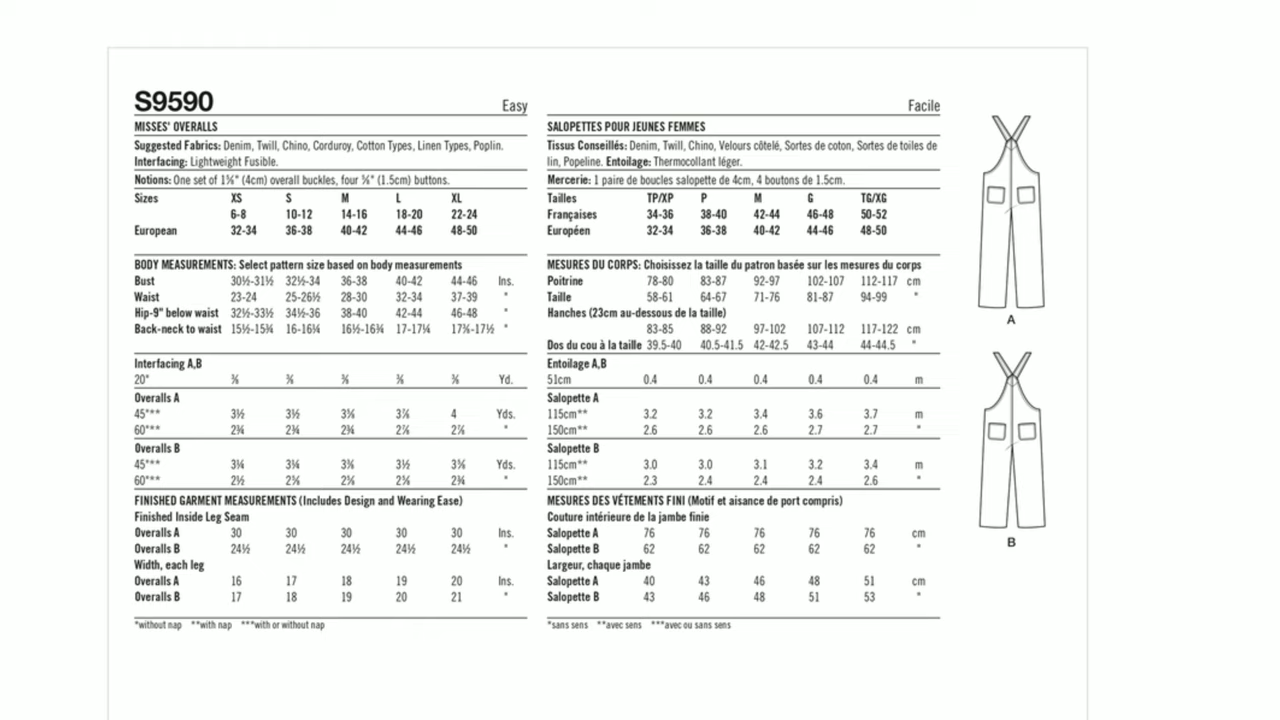 S9590 Easy
MISSES' OVERALLS
Suggested Fabrics: Denim, Twill, Chino, Corduroy, Cotton Types, Linen Types, Poplin.
Interfacing: Lightweight Fusible.
Notions: One set of 1⅝" (4cm) overall buckles, four ⅝" (1.5cm) buttons.
Sizes XS S M L XL
6-8 10-12 14-16 18-20 22-24
European 32-34 36-38 40-42 44-46 48-50
BODY MEASUREMENTS: Select pattern size based on body measurements
Bust 30½-31½ 32½-34 36-38 40-42 44-46 Ins.
Waist 23-24 25-26½ 28-30 32-34 37-39 "
Hip-9" below waist 32½-33½ 34½-36 38-40 42-44 46-48 "
Back-neck to waist 15½-15¾ 16-16¼ 16½-16¾ 17-17¼ 17⅜-17½ "
Interfacing A,B
20* ⅜ ⅜ ⅜ ⅜ ⅜ Yd.
Overalls A
45"** 3½ 3½ 3⅝ 3⅞ 4 Yds.
60"** 2¾ 2¾ 2¾ 2⅞ 2⅞ "
Overalls B
45"** 3¼ 3¼ 3⅜ 3½ 3⅝ Yds.
60"** 2½ 2⅝ 2⅝ 2⅝ 2¾ "
FINISHED GARMENT MEASUREMENTS (Includes Design and Wearing Ease)
Finished Inside Leg Seam
Overalls A 30 30 30 30 30 Ins.
Overalls B 24½ 24½ 24½ 24½ 24½ "
Width, each leg
Overalls A 16 17 18 19 20 Ins.
Overalls B 17 18 19 20 21 "
*without nap **with nap ***with or without nap
Facile
SALOPETTES POUR JEUNES FEMMES
Tissus Conseillés: Denim, Twill, Chino, Velours côtelé, Sortes de coton, Sortes de toiles de
lin, Popeline. Entoilage: Thermocollant léger.
Mercerie: 1 paire de boucles salopette de 4cm, 4 boutons de 1.5cm.
Tailles TP/XP P M G TG/XG
Françaises 34-36 38-40 42-44 46-48 50-52
Européen 32-34 36-38 40-42 44-46 48-50
MESURES DU CORPS: Choisissez la taille du patron basée sur les mesures du corps
Poitrine 78-80 83-87 92-97 102-107 112-117 cm
Taille 58-61 64-67 71-76 81-87 94-99 "
Hanches (23cm au-dessous de la taille)
83-85 88-92 97-102 107-112 117-122 cm
Dos du cou à la taille 39.5-40 40.5-41.5 42-42.5 43-44 44-44.5 "
Entoilage A,B
51cm 0.4 0.4 0.4 0.4 0.4 m
Salopette A
115cm** 3.2 3.2 3.4 3.6 3.7 m
150cm** 2.6 2.6 2.6 2.7 2.7 "
Salopette B
115cm** 3.0 3.0 3.1 3.2 3.4 m
150cm** 2.3 2.4 2.4 2.4 2.6 "
MESURES DES VÉTEMENTS FINI (Motif et aisance de port compris)
Couture intérieure de la jambe finie
Salopette A 76 76 76 76 76 cm
Salopette B 62 62 62 62 62 "
Largeur, chaque jambe
Salopette A 40 43 46 48 51 cm
Salopette B 43 46 48 51 53 "
*sans sens **avec sens ***avec ou sans sens
A
B